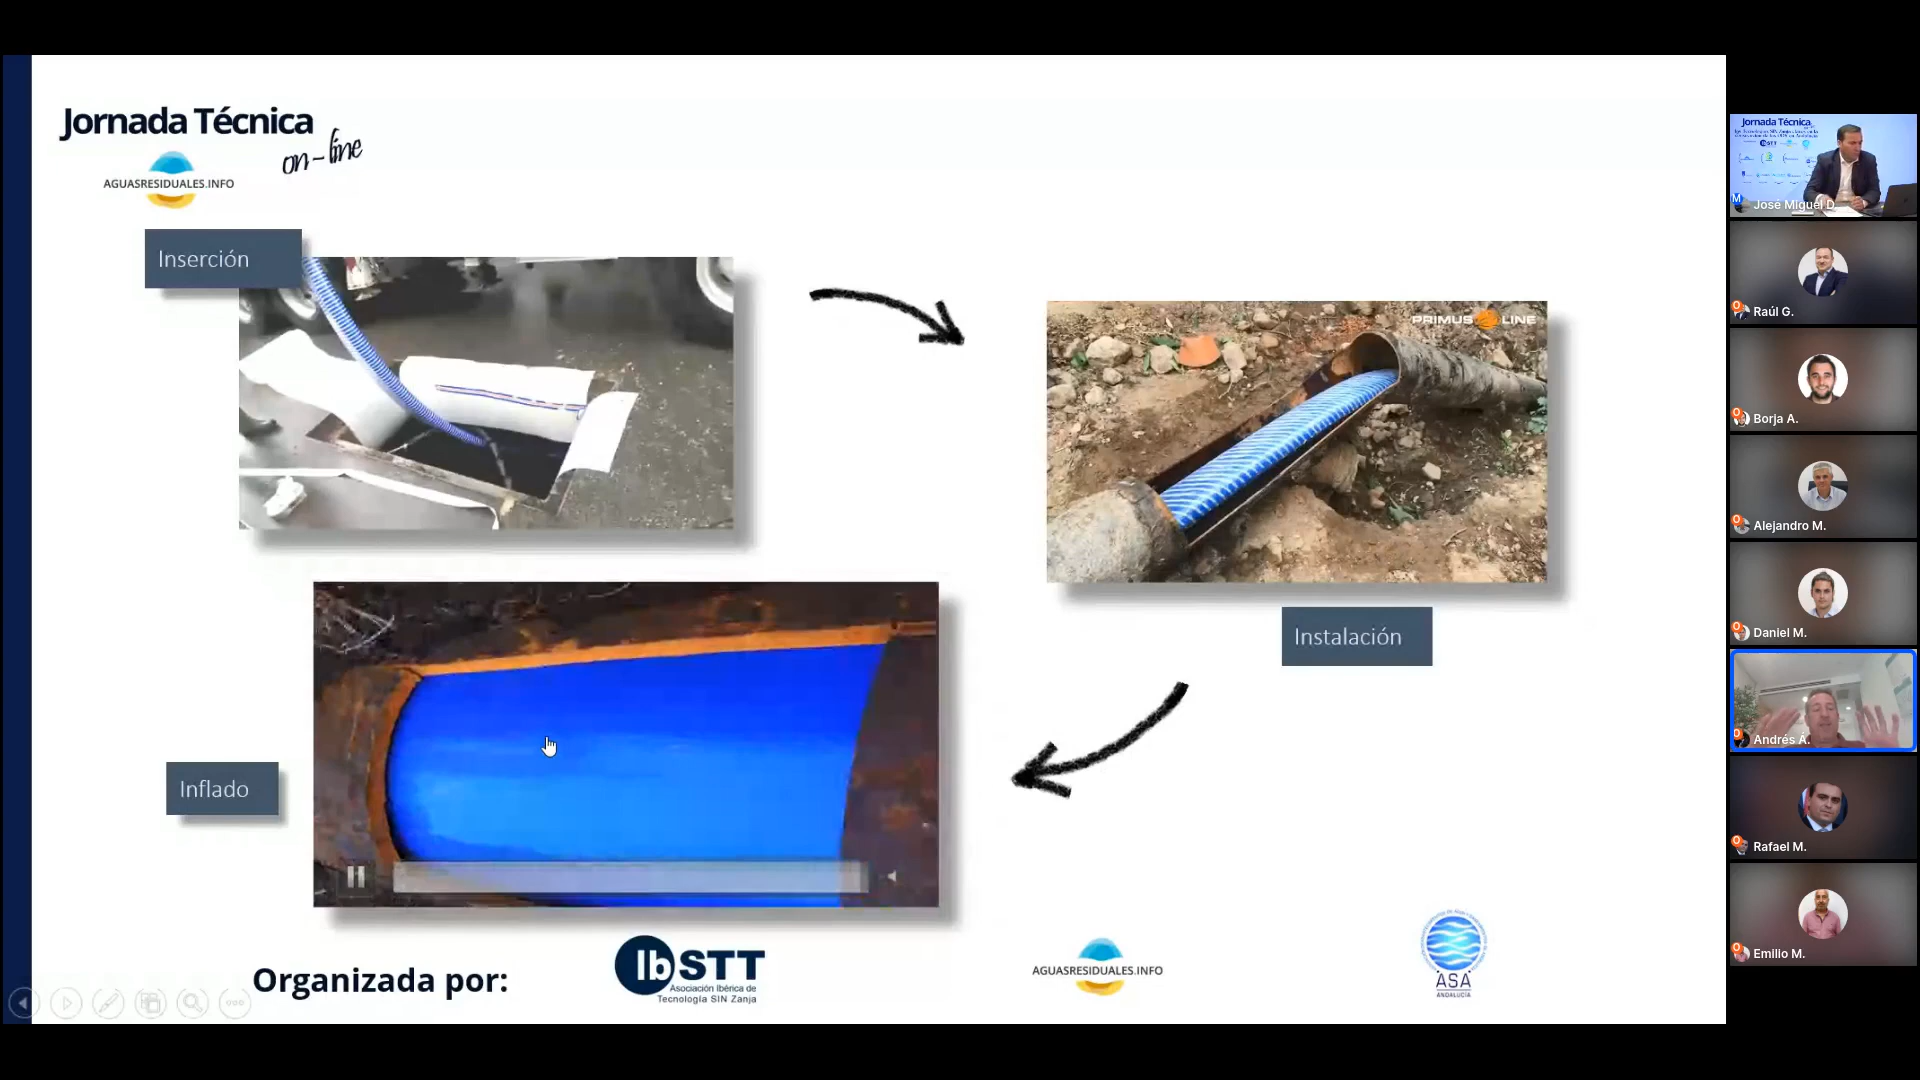 Jornada Técnica
on-line
AGUASRESIDUALES.INFO
Inserción
PRIMUS LINE
Instalación
Inflado
Organizada por:
IbSTT
Asociación Ibérica de
Tecnología SIN Zanja
AGUASRESIDUALES.INFO
ASA
ANDALUCÍA
Jornada Técnica
IbSTT
José Miguel D.
Raúl G.
Borja A.
Alejandro M.
Daniel M.
Andrés Á.
Rafael M.
Emilio M.